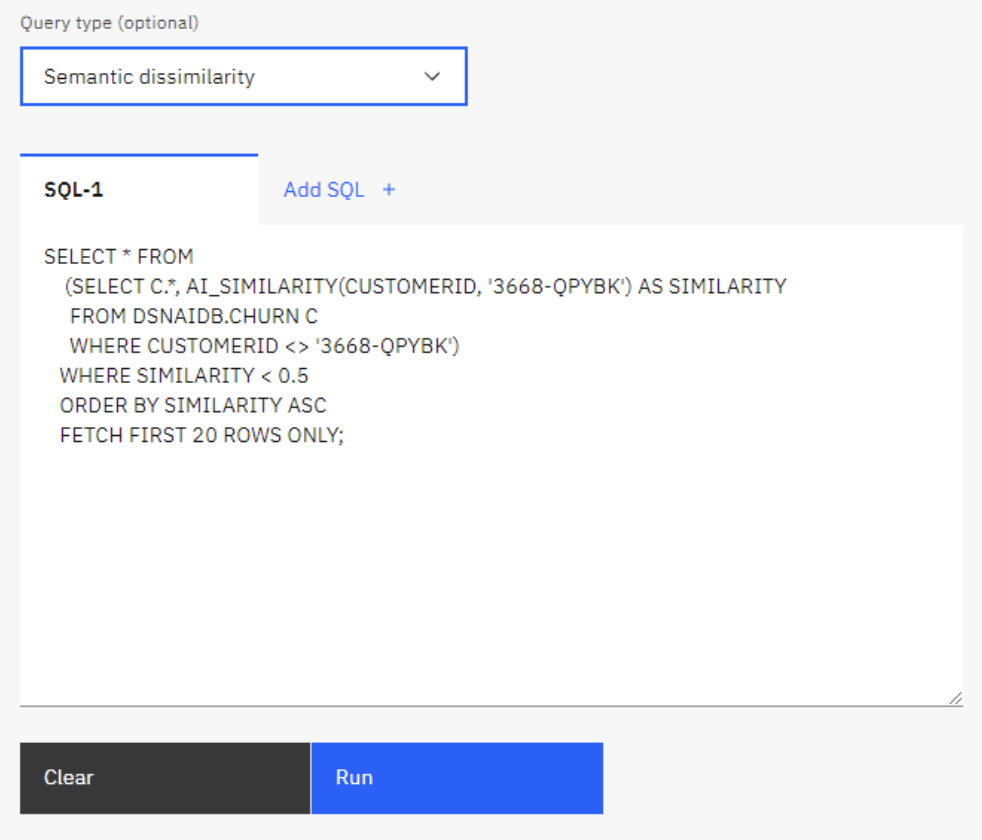 Query type (optional)
Semantic dissimilarity
SQL-1
Add SQL +
SELECT * FROM
(SELECT C.*, AI_SIMILARITY(CUSTOMERID, '3668-QPYBK') AS SIMILARITY
FROM DSNAIDB.CHURN C
WHERE CUSTOMERID <> '3668-QPYBK')
WHERE SIMILARITY < 0.5
ORDER BY SIMILARITY ASC
FETCH FIRST 20 ROWS ONLY;
Clear
Run